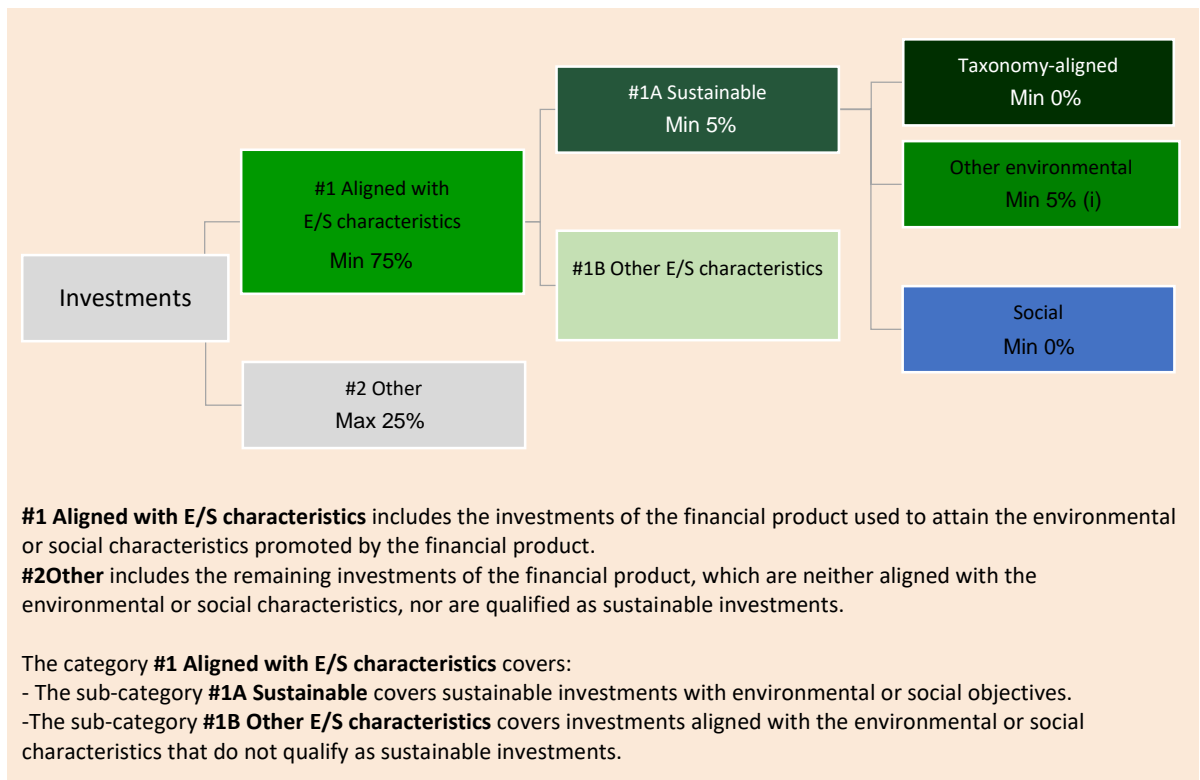 Investments
#1 Aligned with
E/S characteristics
Min 75%
#2 Other
Max 25%
#1A Sustainable
Min 5%
#1B Other E/S characteristics
Taxonomy-aligned
Min 0%
Other environmental
Min 5% (i)
Social
Min 0%
#1 Aligned with E/S characteristics includes the investments of the financial product used to attain the environmental
or social characteristics promoted by the financial product.
#2Other includes the remaining investments of the financial product, which are neither aligned with the
environmental or social characteristics, nor are qualified as sustainable investments.
The category #1 Aligned with E/S characteristics covers:
- The sub-category #1A Sustainable covers sustainable investments with environmental or social objectives.
-The sub-category #1B Other E/S characteristics covers investments aligned with the environmental or social
characteristics that do not qualify as sustainable investments.